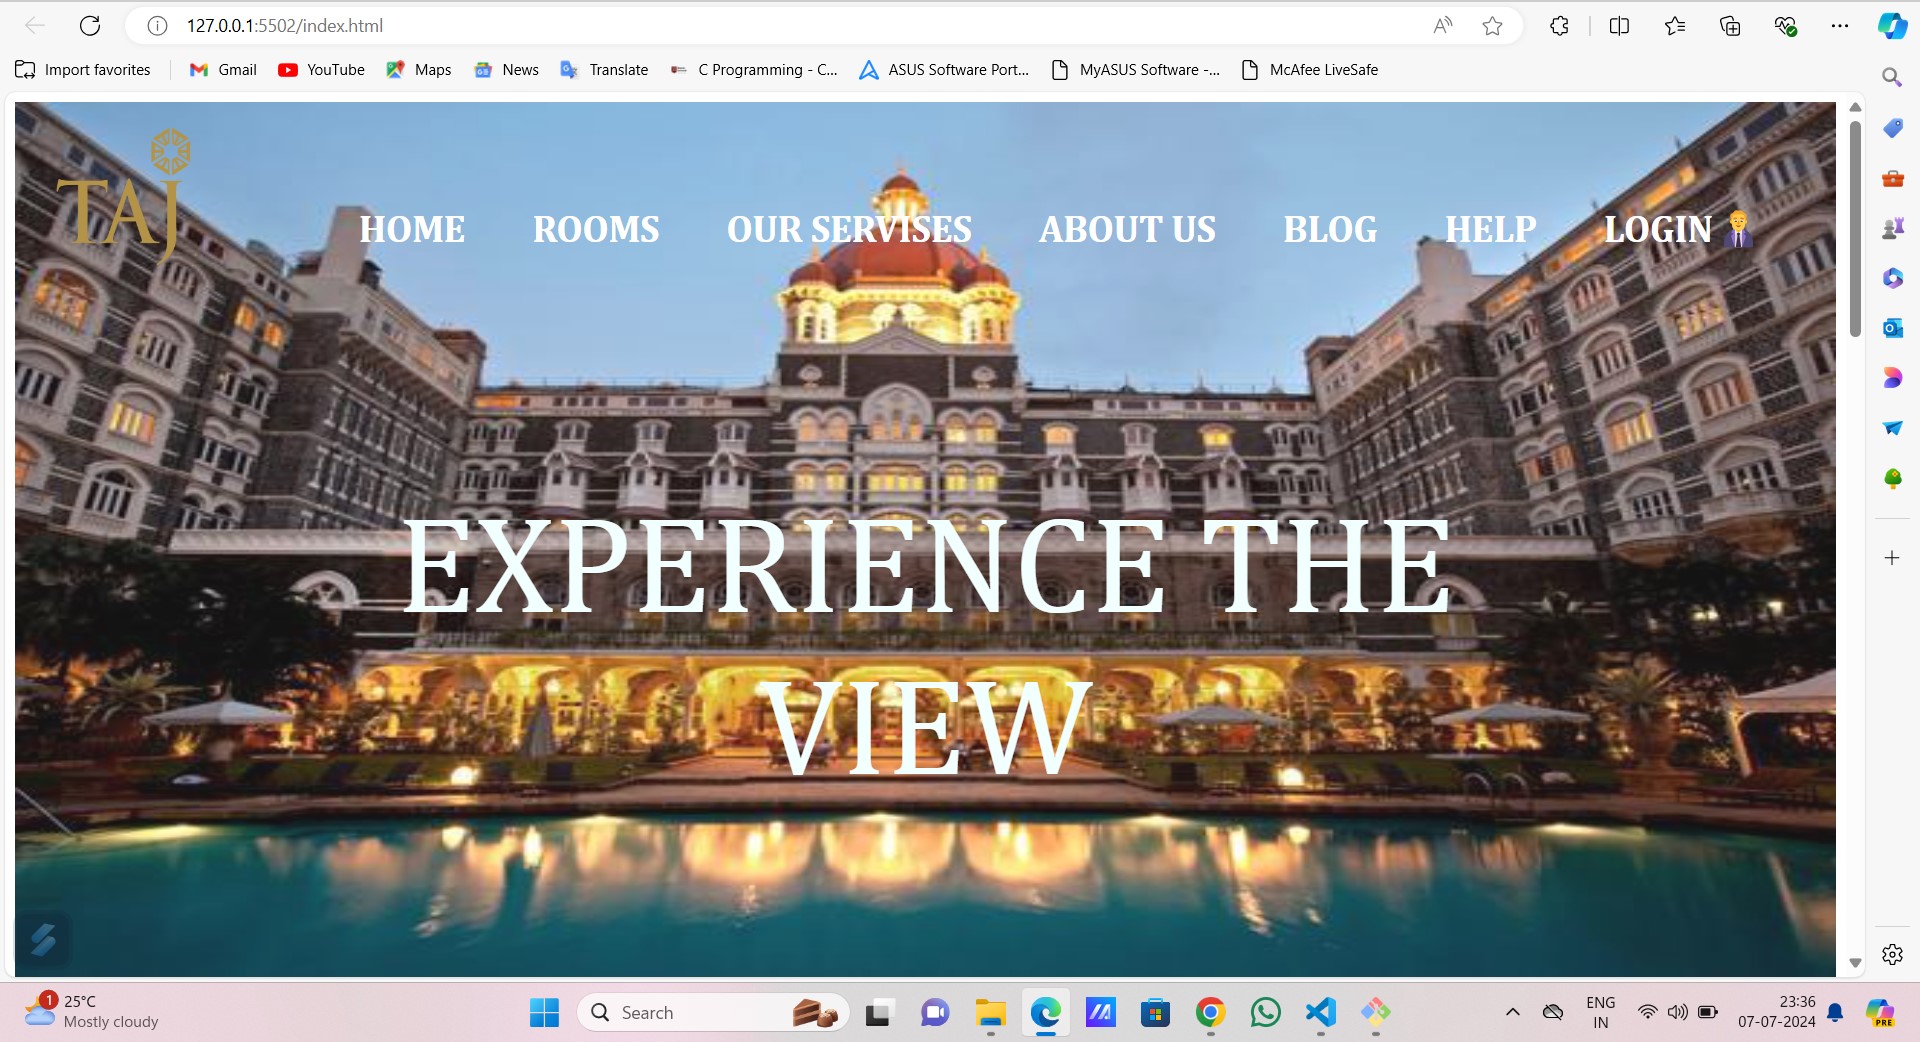 127.0.0.1:5502/index.html
Import favorites
Gmail
YouTube
Maps
News
Translate
C Programming - C...
ASUS Software Port...
MyASUS Software -...
McAfee LiveSafe
TAJ
HOME
ROOMS
OUR SERVISES
ABOUT US
BLOG
HELP
LOGIN
EXPERIENCE THE
VIEW
1
25°C
Mostly cloudy
Search
ENG
IN
23:36
07-07-2024
PRE